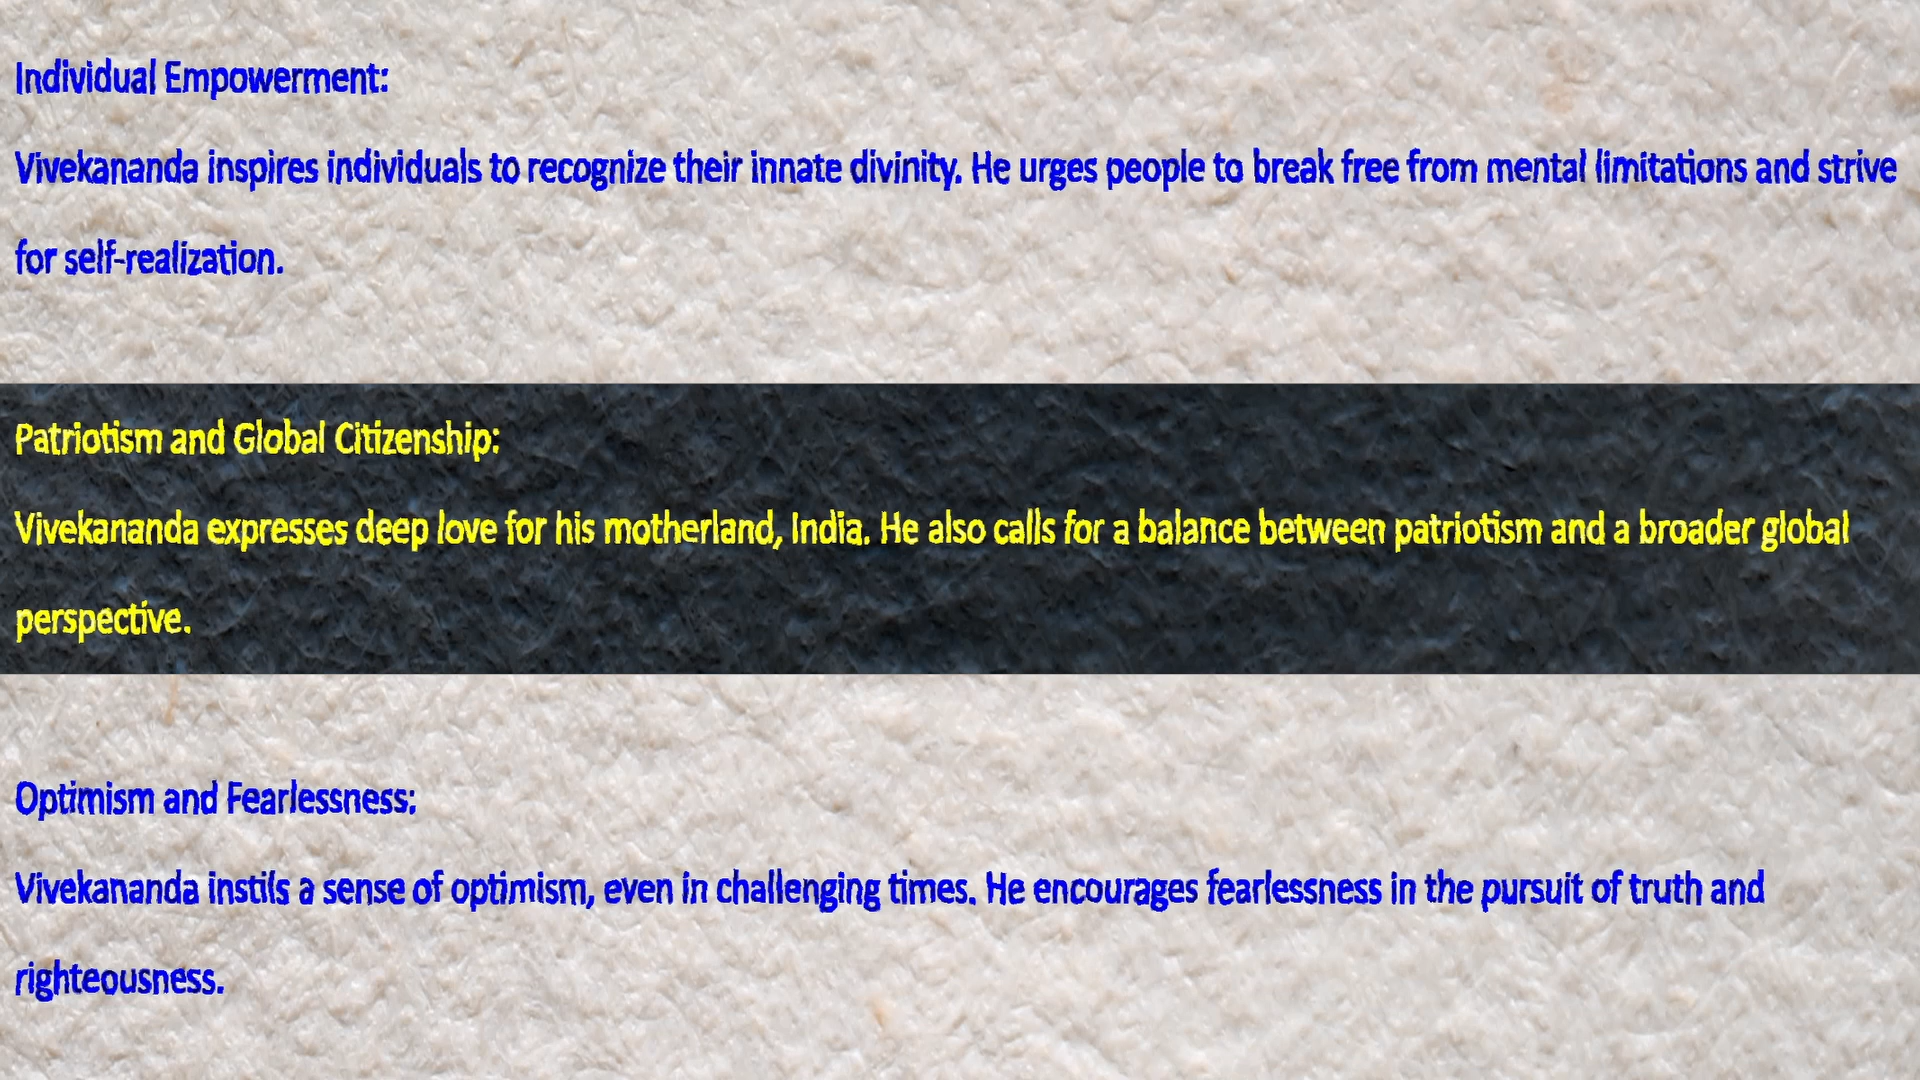 Individual Empowerment:
Vivekananda inspires individuals to recognize their innate divinity. He urges people to break free from mental limitations and strive
for self-realization.
Patriotism and Global Citizenship:
Vivekananda expresses deep love for his motherland, India. He also calls for a balance between patriotism and a broader global
perspective.
Optimism and Fearlessness:
Vivekananda instils a sense of optimism, even in challenging times. He encourages fearlessness in the pursuit of truth and
righteousness.